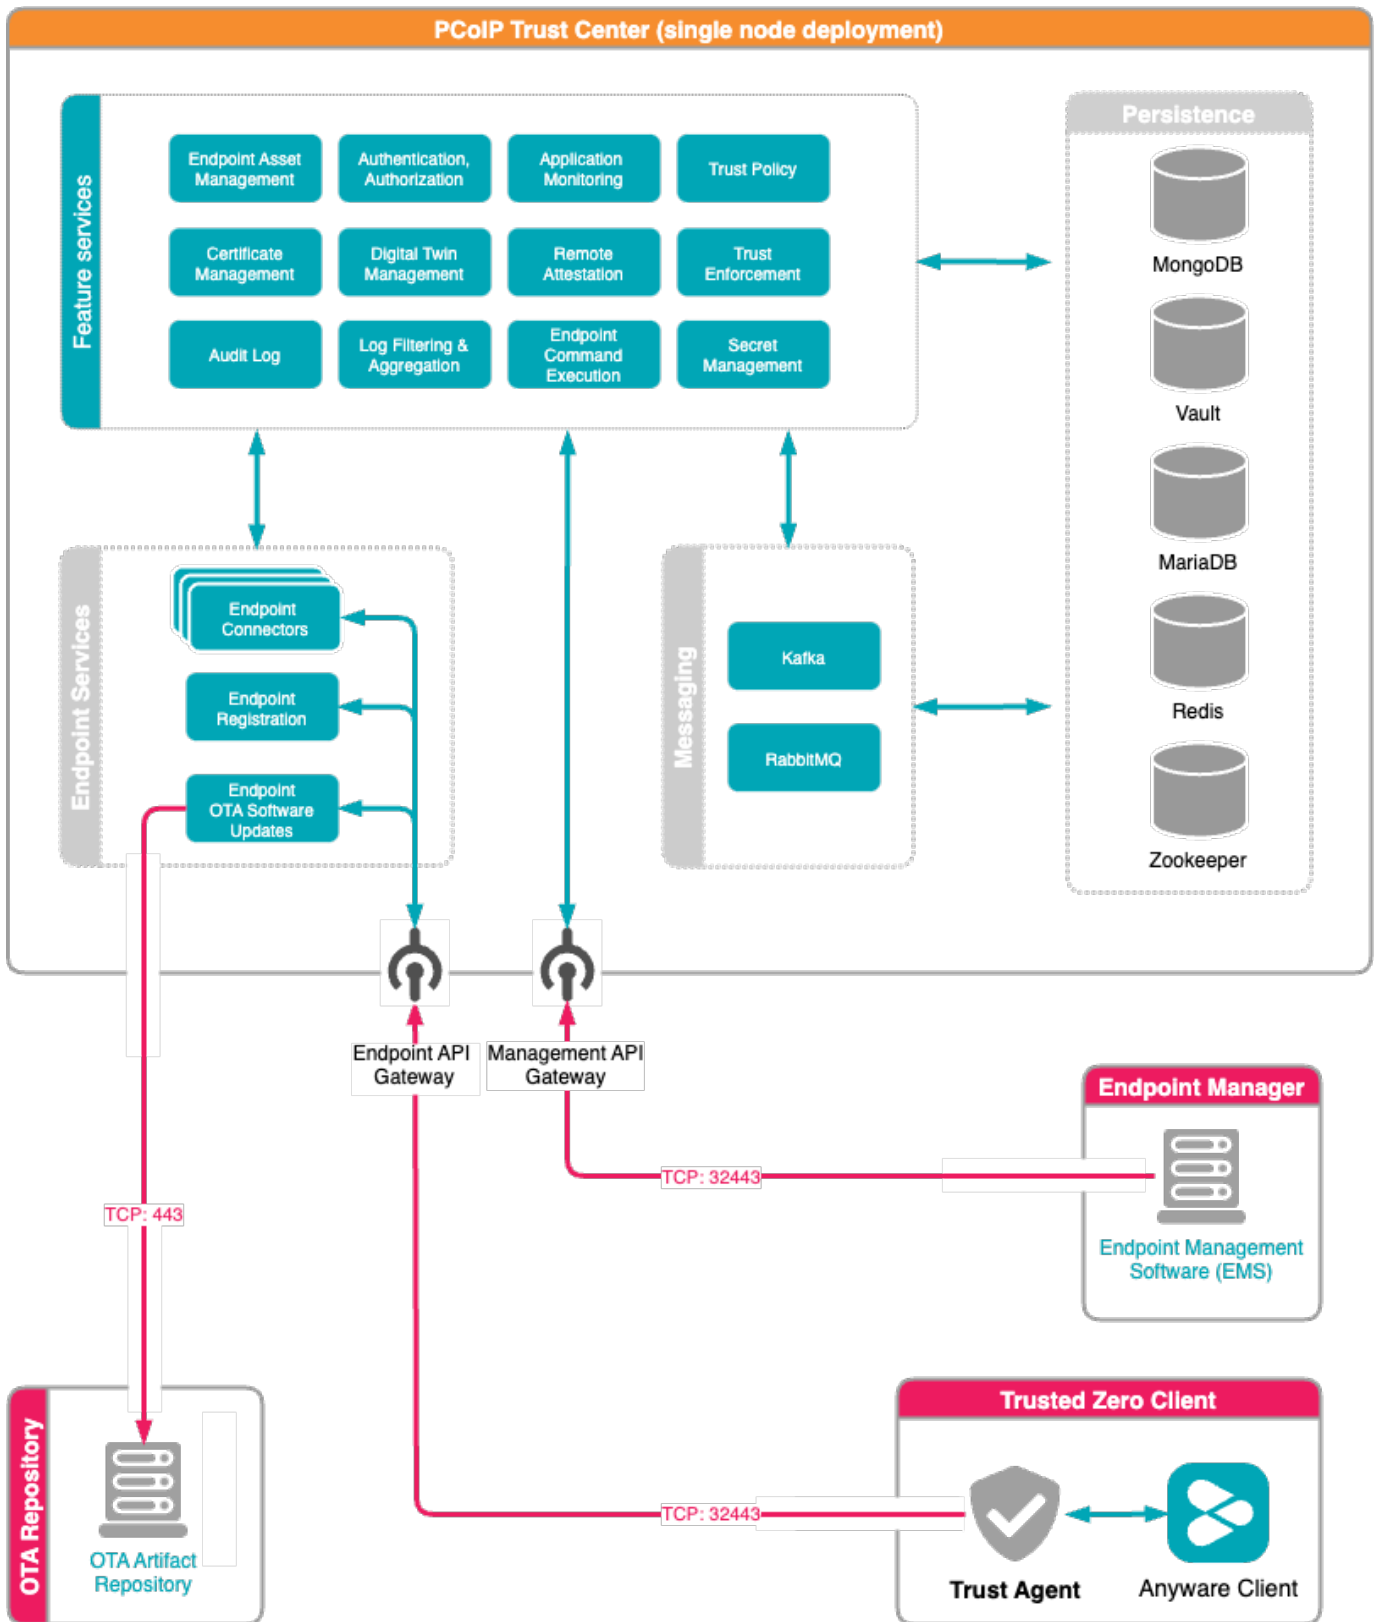 PCoIP Trust Center (single node deployment)
Feature services
Endpoint Asset
Management
Authentication,
Authorization
Application
Monitoring
Trust Policy
Certificate
Management
Digital Twin
Management
Remote
Attestation
Trust
Enforcement
Audit Log
Log Filtering &
Aggregation
Endpoint
Command
Execution
Secret
Management
Persistence
MongoDB
Vault
MariaDB
Redis
Zookeeper
Endpoint Services
Endpoint
Connectors
Endpoint
Registration
Endpoint
OTA Software
Updates
Messaging
Kafka
RabbitMQ
Endpoint API
Gateway
Management API
Gateway
Endpoint Manager
TCP: 32443
Endpoint Management
Software (EMS)
TCP: 443
OTA Repository
OTA Artifact
Repository
Trusted Zero Client
TCP: 32443
Trust Agent
Anyware Client